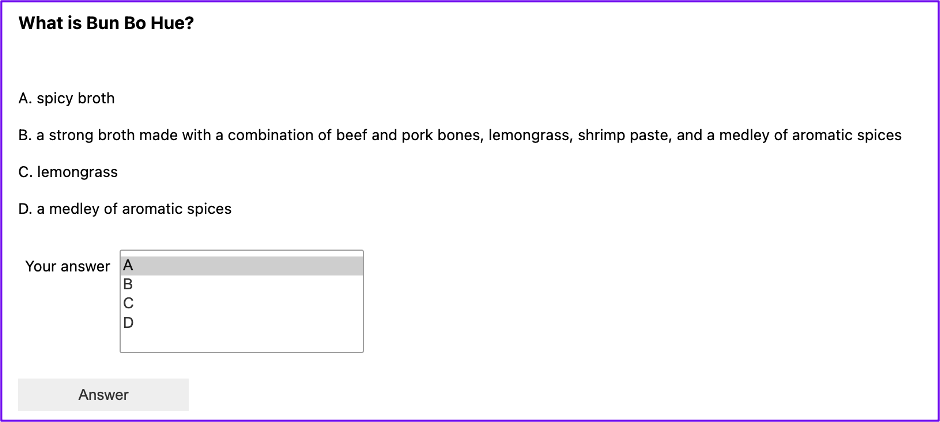 What is Bun Bo Hue?
A. spicy broth
B. a strong broth made with a combination of beef and pork bones, lemongrass, shrimp paste, and a medley of aromatic spices
C. lemongrass
D. a medley of aromatic spices
Your answer
A
B
C
D
Answer